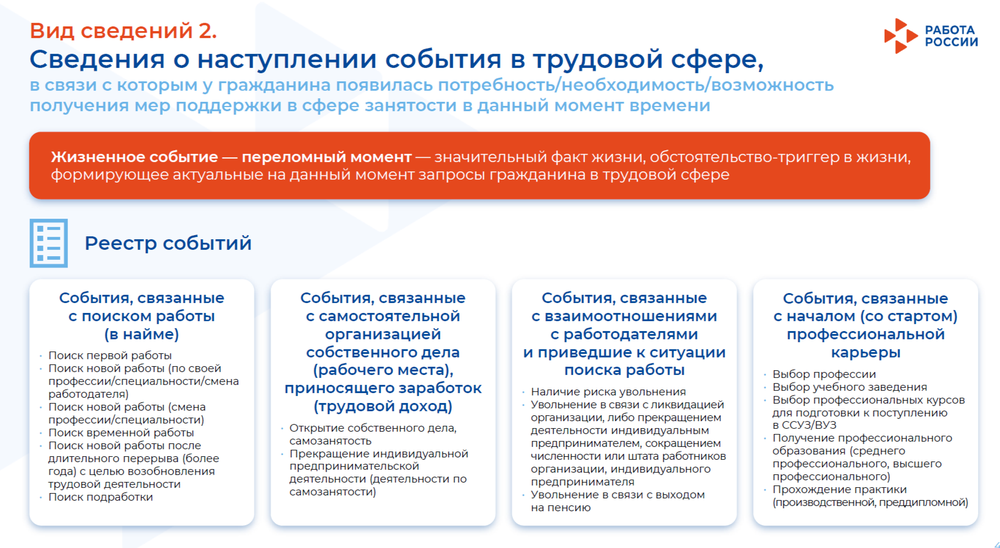 Вид сведений 2.
Сведения о наступлении события в трудовой сфере,
в связи с которым у гражданина появилась потребность/необходимость/возможность
получения мер поддержки в сфере занятости в данный момент времени
РАБОТА
РОССИИ
Жизненное событие — переломный момент — значительный факт жизни, обстоятельство-триггер в жизни,
формирующее актуальные на данный момент запросы гражданина в трудовой сфере
Реестр событий
События, связанные
с поиском работы
(в найме)
· Поиск первой работы
· Поиск новой работы (по своей
профессии/специальности/смена
работодателя)
· Поиск новой работы (смена
профессии/специальности)
· Поиск временной работы
· Поиск новой работы после
длительного перерыва (более
года) с целью возобновления
трудовой деятельности
· Поиск подработки
События, связанные
с самостоятельной
организацией
собственного дела
(рабочего места),
приносящего заработок
(трудовой доход)
· Открытие собственного дела,
самозанятость
· Прекращение индивидуальной
предпринимательской
деятельности (деятельности по
самозанятости)
События, связанные
с взаимоотношениями
с работодателями
и приведшие к ситуации
поиска работы
· Наличие риска увольнения
· Увольнение в связи с ликвидацией
организации, либо прекращением
деятельности индивидуальным
предпринимателем, сокращением
численности или штата работников
организации, индивидуального
предпринимателя
· Увольнение в связи с выходом
на пенсию
События, связанные
с началом (со стартом)
профессиональной
карьеры
· Выбор профессии
· Выбор учебного заведения
· Выбор профессиональных курсов
для подготовки к поступлению
в ССУЗ/ВУЗ
· Получение профессионального
образования (среднего
профессионального, высшего
профессионального)
· Прохождение практики
(производственной, преддипломной)